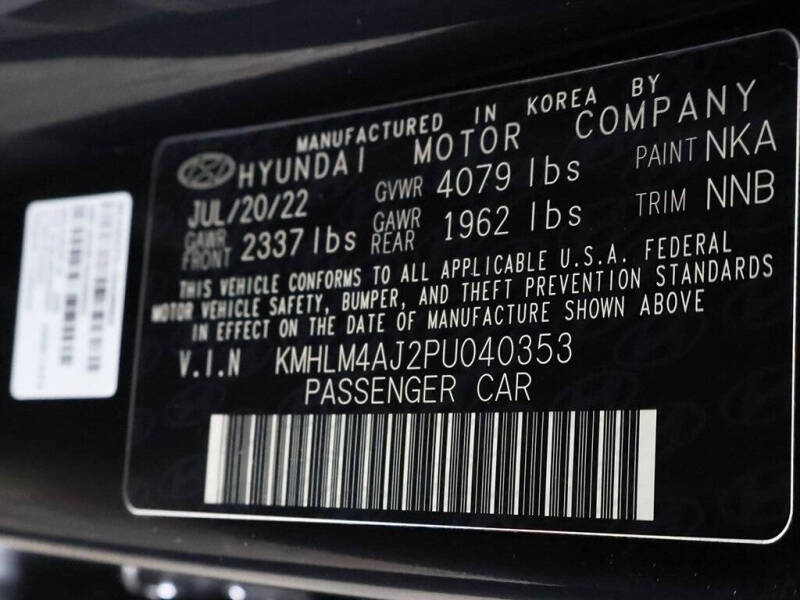 MANUFACTURED IN KOREA BY
HYUNDAI MOTOR COMPANY
JUL/20/22 GVWR 4079 lbs PAINT NKA
GAWR FRONT 2337 lbs GAWR REAR 1962 lbs TRIM NNB
THIS VEHICLE CONFORMS TO ALL APPLICABLE U.S.A. FEDERAL
MOTOR VEHICLE SAFETY, BUMPER, AND THEFT PREVENTION STANDARDS
IN EFFECT ON THE DATE OF MANUFACTURE SHOWN ABOVE
V.I.N KMHLM4AJ2PU040353
PASSENGER CAR